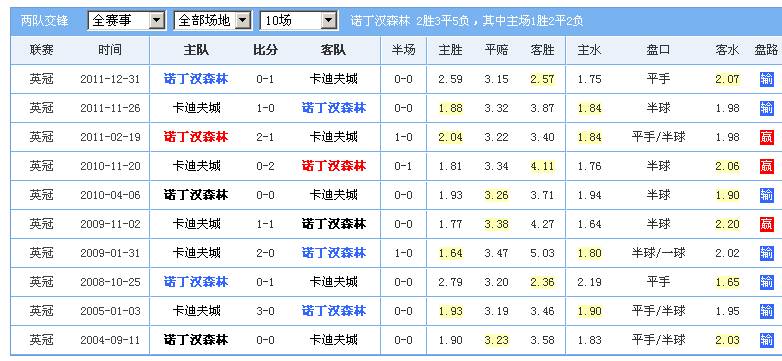 两队交锋 全赛事 全部场地 10场 诺丁汉森林 2胜3平5负，其中主场1胜2平2负
联赛 时间 主队 比分 客队 半场 主胜 平赔 客胜 主水 盘口 客水 盘路
英冠 2011-12-31 诺丁汉森林 0-1 卡迪夫城 0-0 2.59 3.15 2.57 1.75 平手 2.07 输
英冠 2011-11-26 卡迪夫城 1-0 诺丁汉森林 0-0 1.88 3.32 3.87 1.84 半球 1.98 输
英冠 2011-02-19 诺丁汉森林 2-1 卡迪夫城 1-0 2.04 3.22 3.40 1.84 平手/半球 1.98 赢
英冠 2010-11-20 卡迪夫城 0-2 诺丁汉森林 0-1 1.81 3.34 4.11 1.76 半球 2.06 赢
英冠 2010-04-06 诺丁汉森林 0-0 卡迪夫城 0-0 1.93 3.26 3.71 1.94 半球 1.90 输
英冠 2009-11-02 卡迪夫城 1-1 诺丁汉森林 0-0 1.77 3.38 4.27 1.64 半球 2.20 赢
英冠 2009-01-31 卡迪夫城 2-0 诺丁汉森林 1-0 1.64 3.47 5.03 1.80 半球/一球 2.02 输
英冠 2008-10-25 诺丁汉森林 0-1 卡迪夫城 0-0 2.79 3.20 2.36 2.19 平手 1.65 输
英冠 2005-01-03 卡迪夫城 3-0 诺丁汉森林 0-0 1.93 3.19 3.46 1.90 平手/半球 1.95 输
英冠 2004-09-11 诺丁汉森林 0-0 卡迪夫城 0-0 1.90 3.23 3.58 1.83 平手/半球 2.03 输